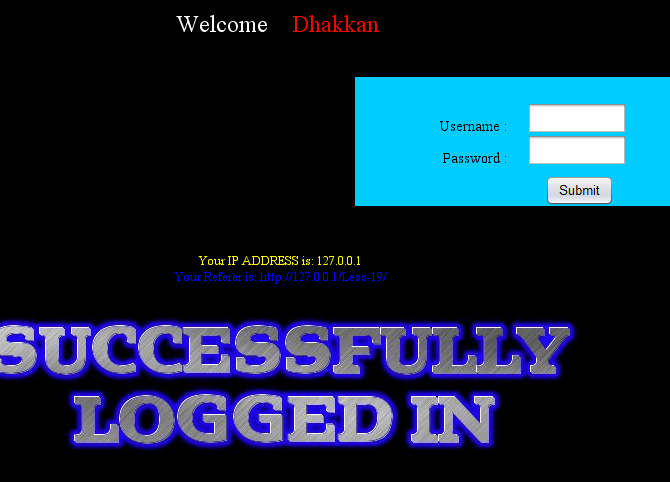 Welcome Dhakkan
Username :
Password :
Submit
Your IP ADDRESS is: 127.0.0.1
Your Referer is: http://127.0.0.1/Less-19/
SUCCESSFULLY
LOGGED IN